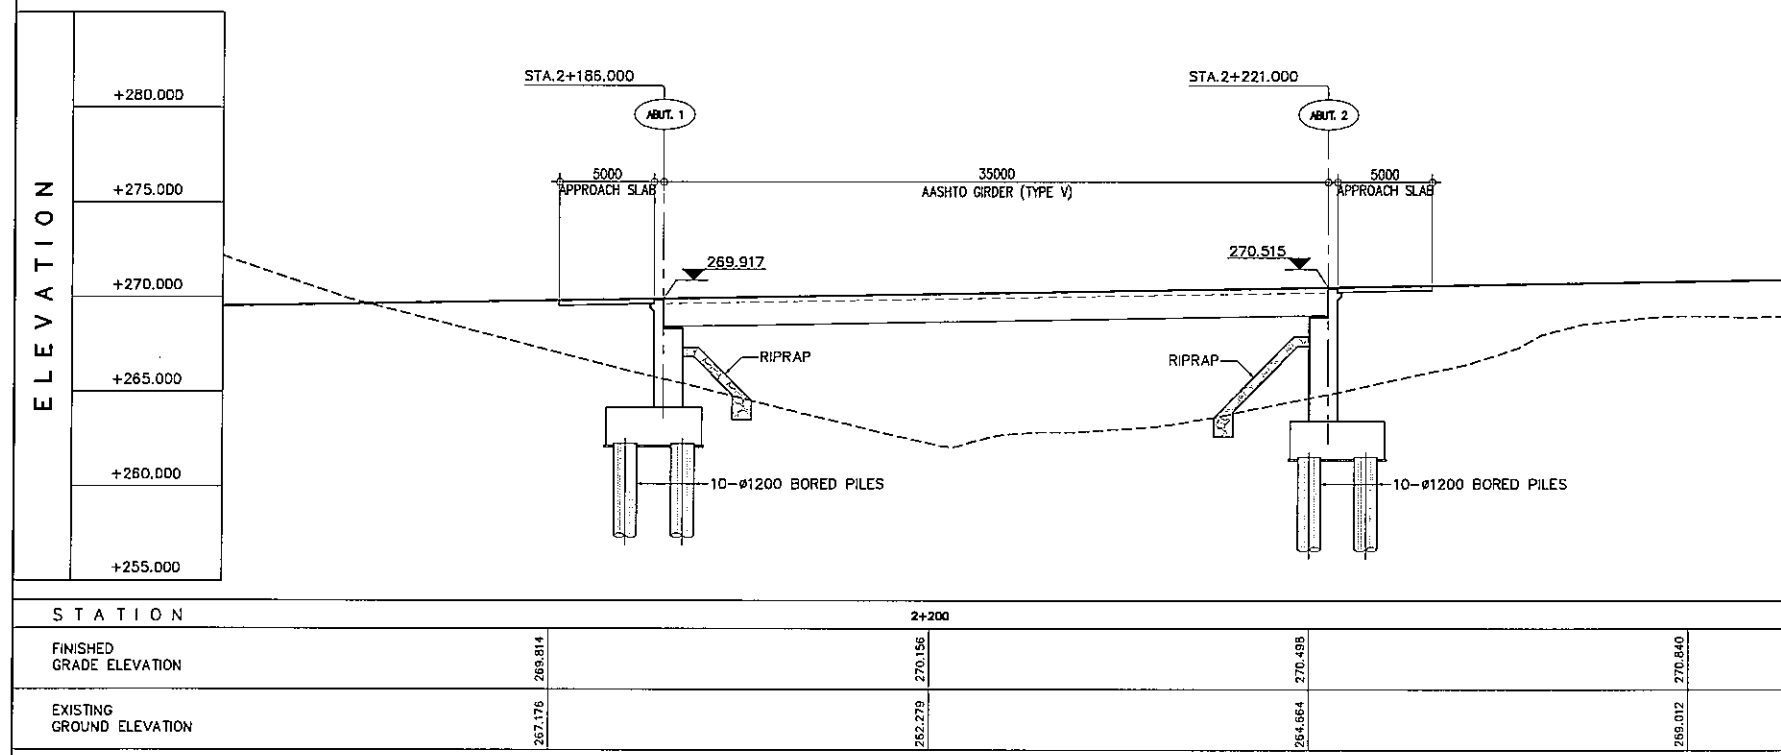 ELEVATION
+280.000
+275.000
+270.000
+265.000
+260.000
+255.000
STA.2+186.000
STA.2+221.000
ABUT. 1
ABUT. 2
5000
APPROACH SLAB
35000
AASHTO GIRDER (TYPE V)
5000
APPROACH SLAB
269.917
270.515
RIPRAP
RIPRAP
10-ø1200 BORED PILES
10-ø1200 BORED PILES
STATION
2+200
FINISHED
GRADE ELEVATION
269.814
270.156
270.498
270.840
EXISTING
GROUND ELEVATION
267.176
262.279
264.664
269.012